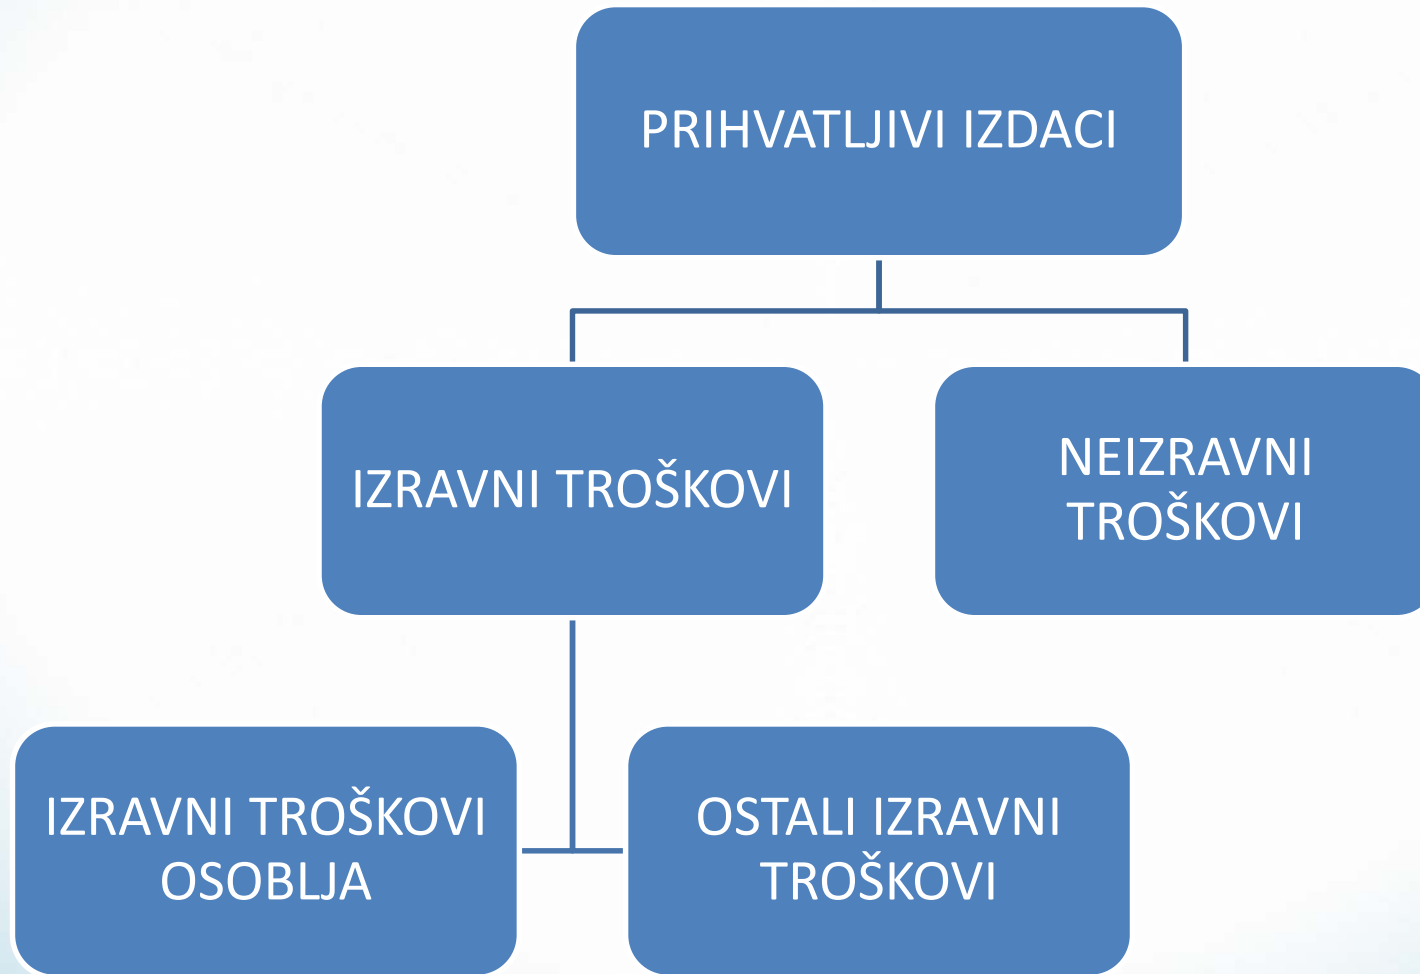 PRIHVATLJIVI IZDACI
IZRAVNI TROŠKOVI
NEIZRAVNI
TROŠKOVI
IZRAVNI TROŠKOVI
OSOBLJA
OSTALI IZRAVNI
TROŠKOVI